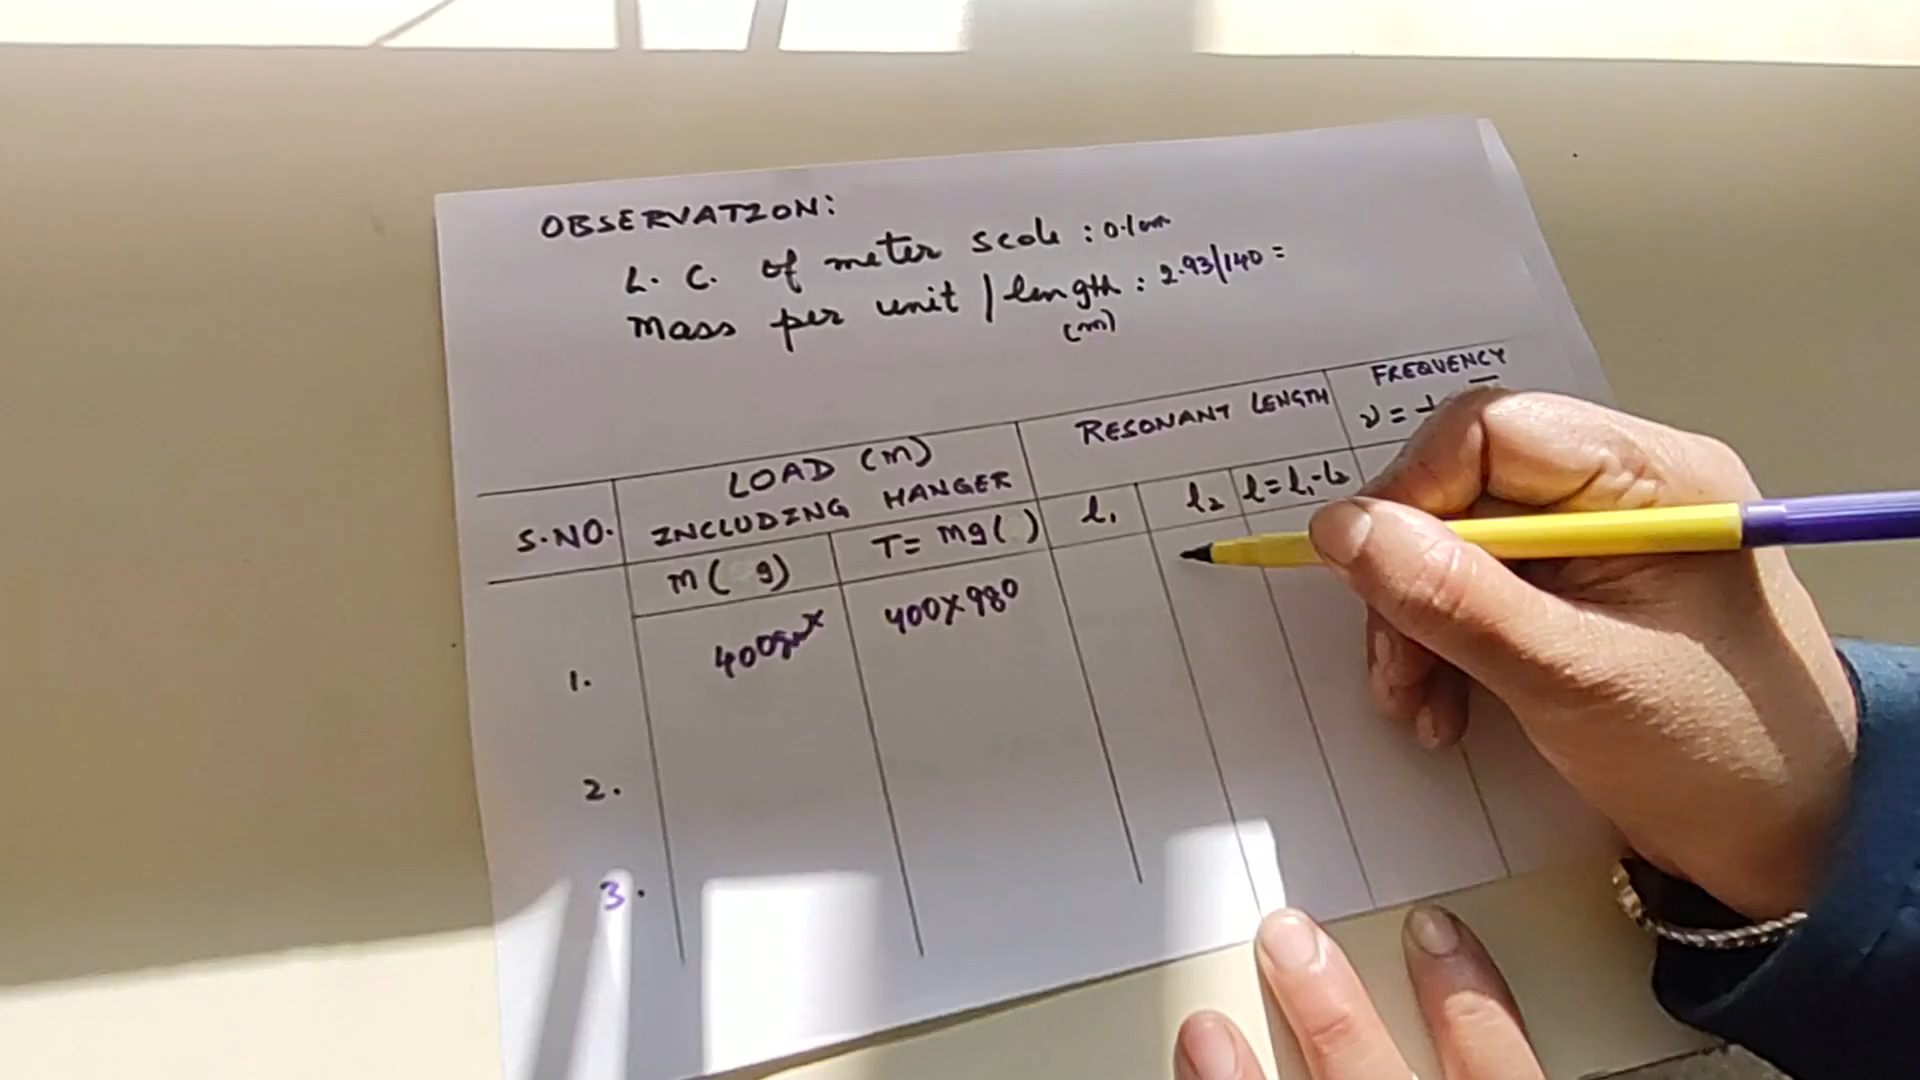 OBSERVATION:
L. C. of meter scale : 0.1cm
Mass per unit / length : 2.93/140 =
(m)
S.NO.
LOAD (M)
INCLUDING HANGER
RESONANT LENGTH
FREQUENCY
ν =
M ( g)
T = Mg ( )
l₁
l₂
l = l₁-l₂
1.
400gm x
400X980
2.
3.